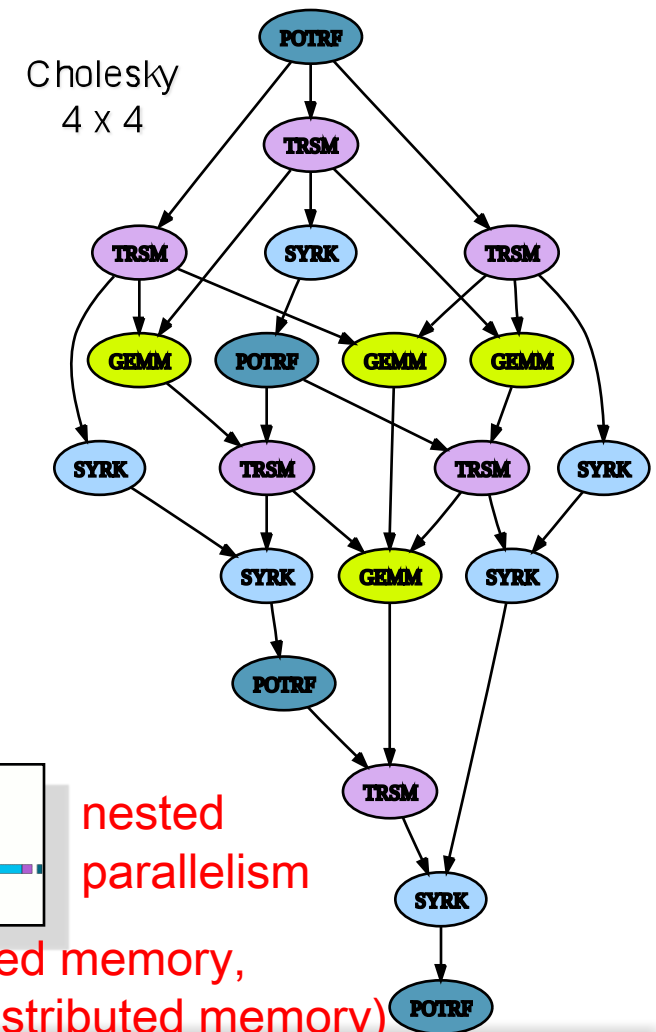 POTRF
Cholesky
4 x 4
TRSM
TRSM SYRK TRSM
GEMM POTRF GEMM GEMM
SYRK TRSM TRSM SYRK
SYRK GEMM SYRK
POTRF
TRSM
nested
parallelism
SYRK
ed memory,
stributed memory)
POTRF